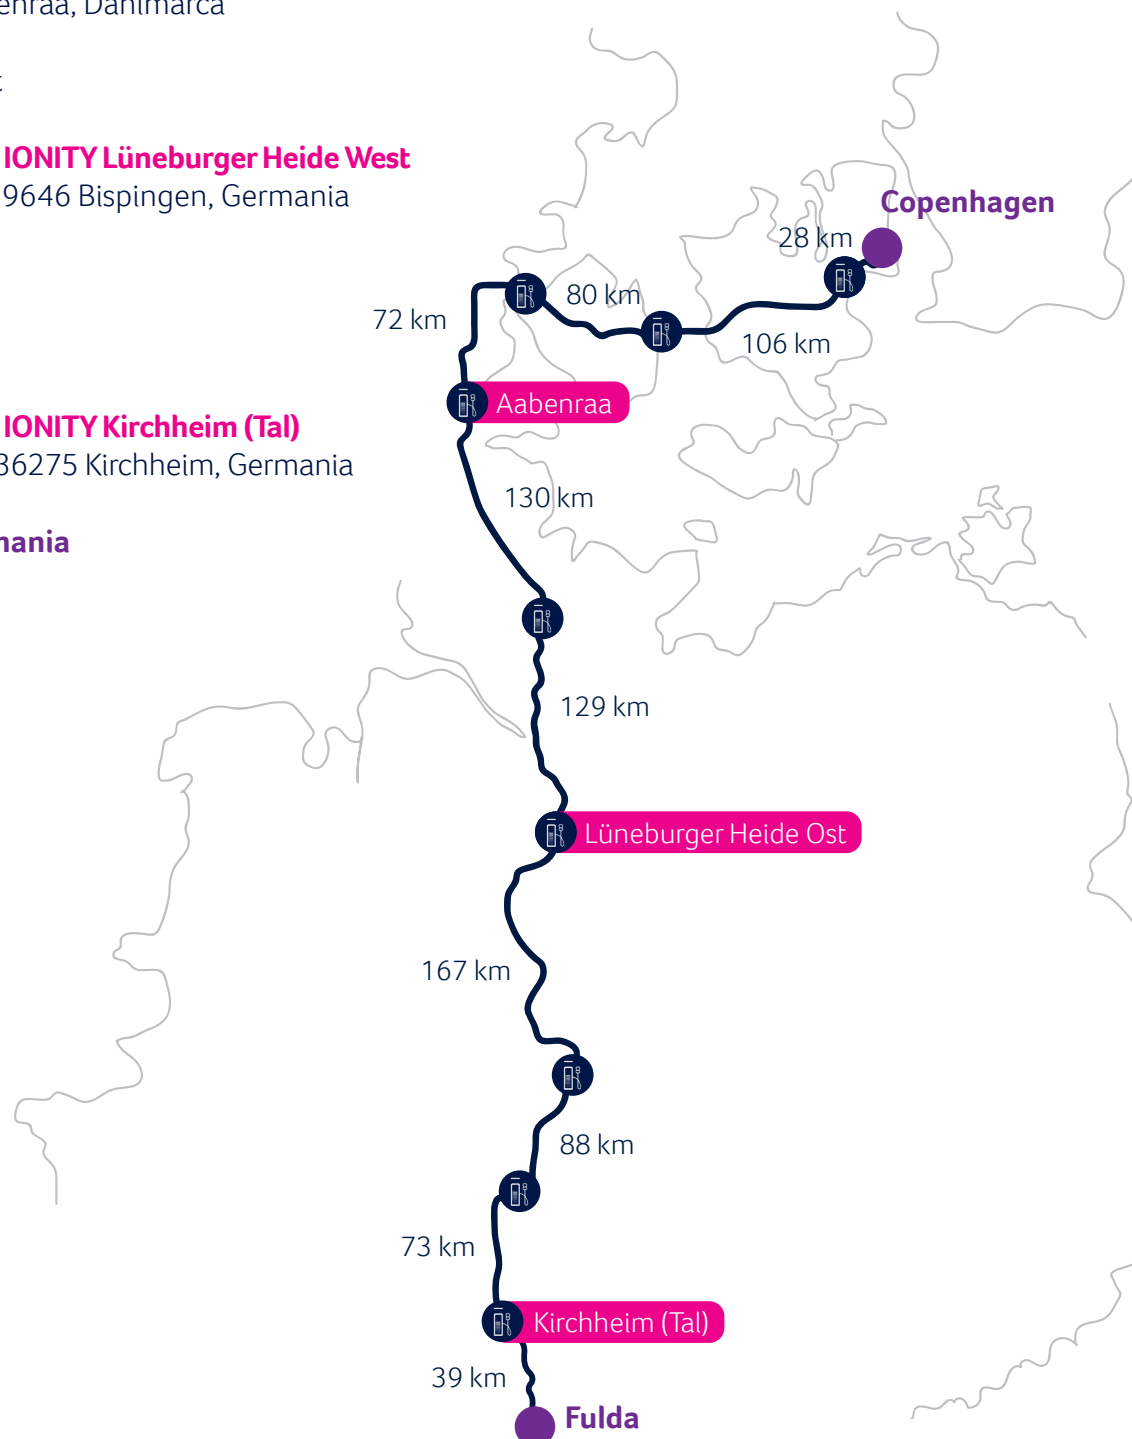 enraa, Danimarca
IONITY Lüneburger Heide West
9646 Bispingen, Germania
IONITY Kirchheim (Tal)
36275 Kirchheim, Germania
mania
Copenhagen
28 km
80 km
72 km
106 km
Aabenraa
130 km
129 km
Lüneburger Heide Ost
167 km
88 km
73 km
Kirchheim (Tal)
39 km
Fulda